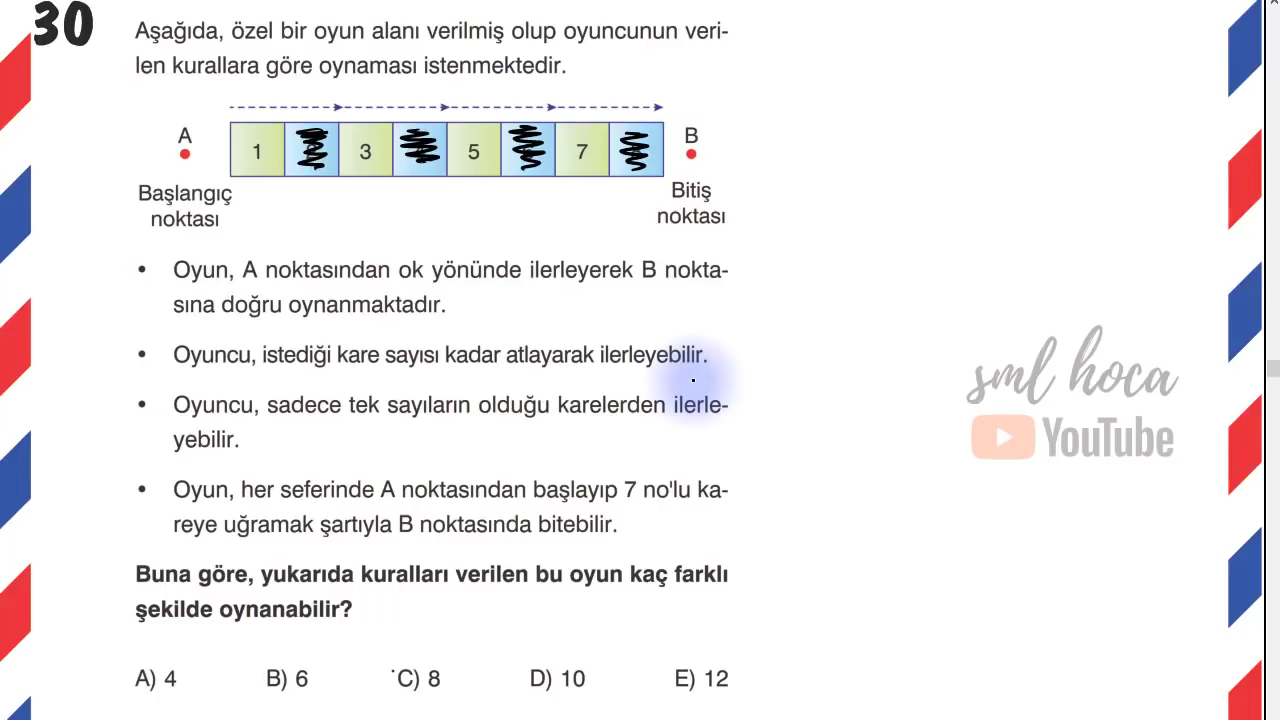 30
Aşağıda, özel bir oyun alanı verilmiş olup oyuncunun veri-
len kurallara göre oynaması istenmektedir.
A
Başlangıç
noktası
1 3 5 7
B
Bitiş
noktası
• Oyun, A noktasından ok yönünde ilerleyerek B nokta-
sına doğru oynanmaktadır.
• Oyuncu, istediği kare sayısı kadar atlayarak ilerleyebilir.
• Oyuncu, sadece tek sayıların olduğu karelerden ilerle-
yebilir.
• Oyun, her seferinde A noktasından başlayıp 7 no'lu ka-
reye uğramak şartıyla B noktasında bitebilir.
Buna göre, yukarıda kuralları verilen bu oyun kaç farklı
şekilde oynanabilir?
A) 4 B) 6 C) 8 D) 10 E) 12
sml hoca
YouTube